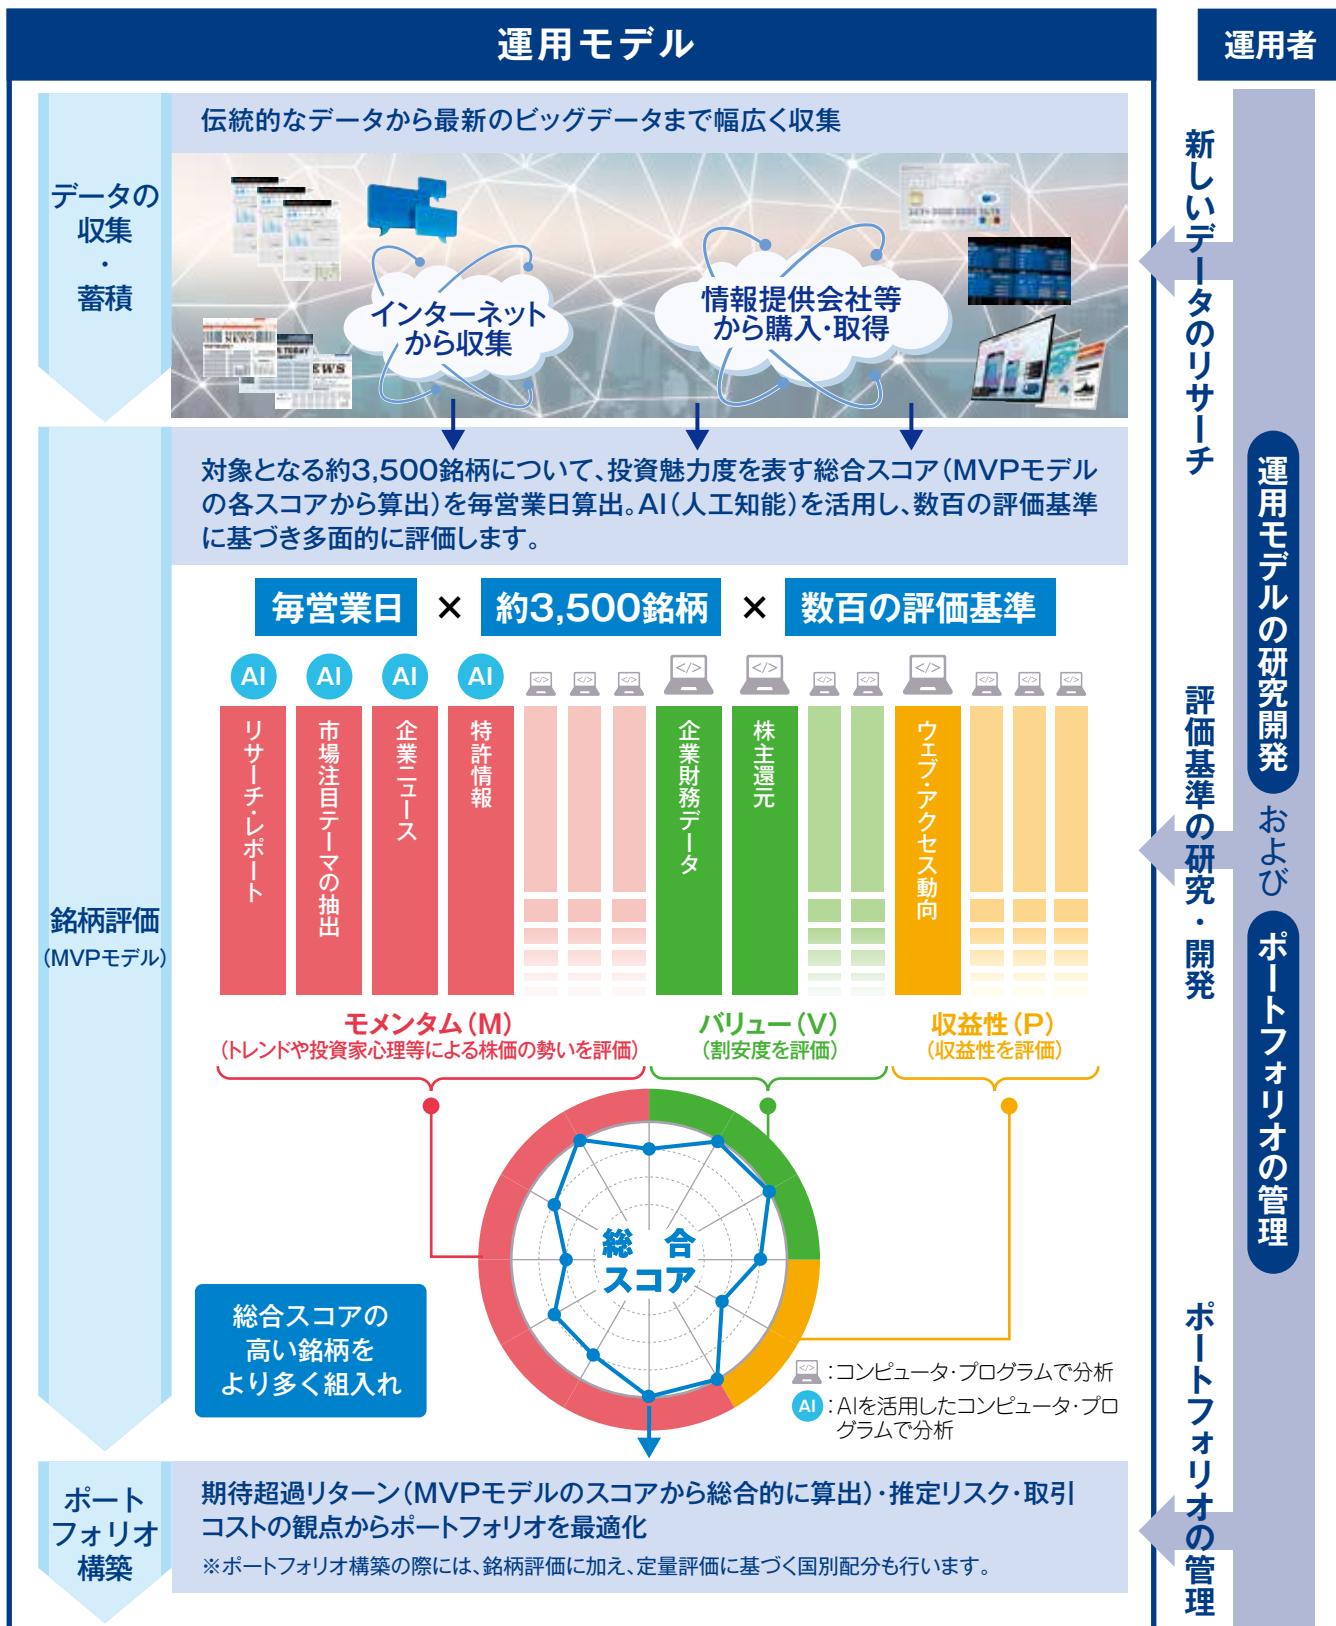 運用モデル
運用者
データの
収集
・
蓄積
伝統的なデータから最新のビッグデータまで幅広く収集
インターネット
から収集
情報提供会社等
から購入・取得
NEWS
新しいデータのリサーチ
銘柄評価
(MVPモデル)
対象となる約3,500銘柄について、投資魅力度を表す総合スコア(MVPモデル
の各スコアから算出)を毎営業日算出。AI(人工知能)を活用し、数百の評価基準
に基づき多面的に評価します。
毎営業日 × 約3,500銘柄 × 数百の評価基準
AI AI AI AI
リサーチ・レポート
市場注目テーマの抽出
企業ニュース
特許情報
企業財務データ
株主還元
ウェブ・アクセス動向
モメンタム(M)
(トレンドや投資家心理等による株価の勢いを評価)
バリュー(V)
(割安度を評価)
収益性(P)
(収益性を評価)
総 合
スコア
総合スコアの
高い銘柄を
より多く組入れ
</>:コンピュータ・プログラムで分析
AI:AIを活用したコンピュータ・プロ
グラムで分析
評価基準の研究・開発
運用モデルの研究開発
および
ポートフォリオの管理
ポート
フォリオ
構築
期待超過リターン(MVPモデルのスコアから総合的に算出)・推定リスク・取引
コストの観点からポートフォリオを最適化
※ポートフォリオ構築の際には、銘柄評価に加え、定量評価に基づく国別配分も行います。
ポートフォリオの管理